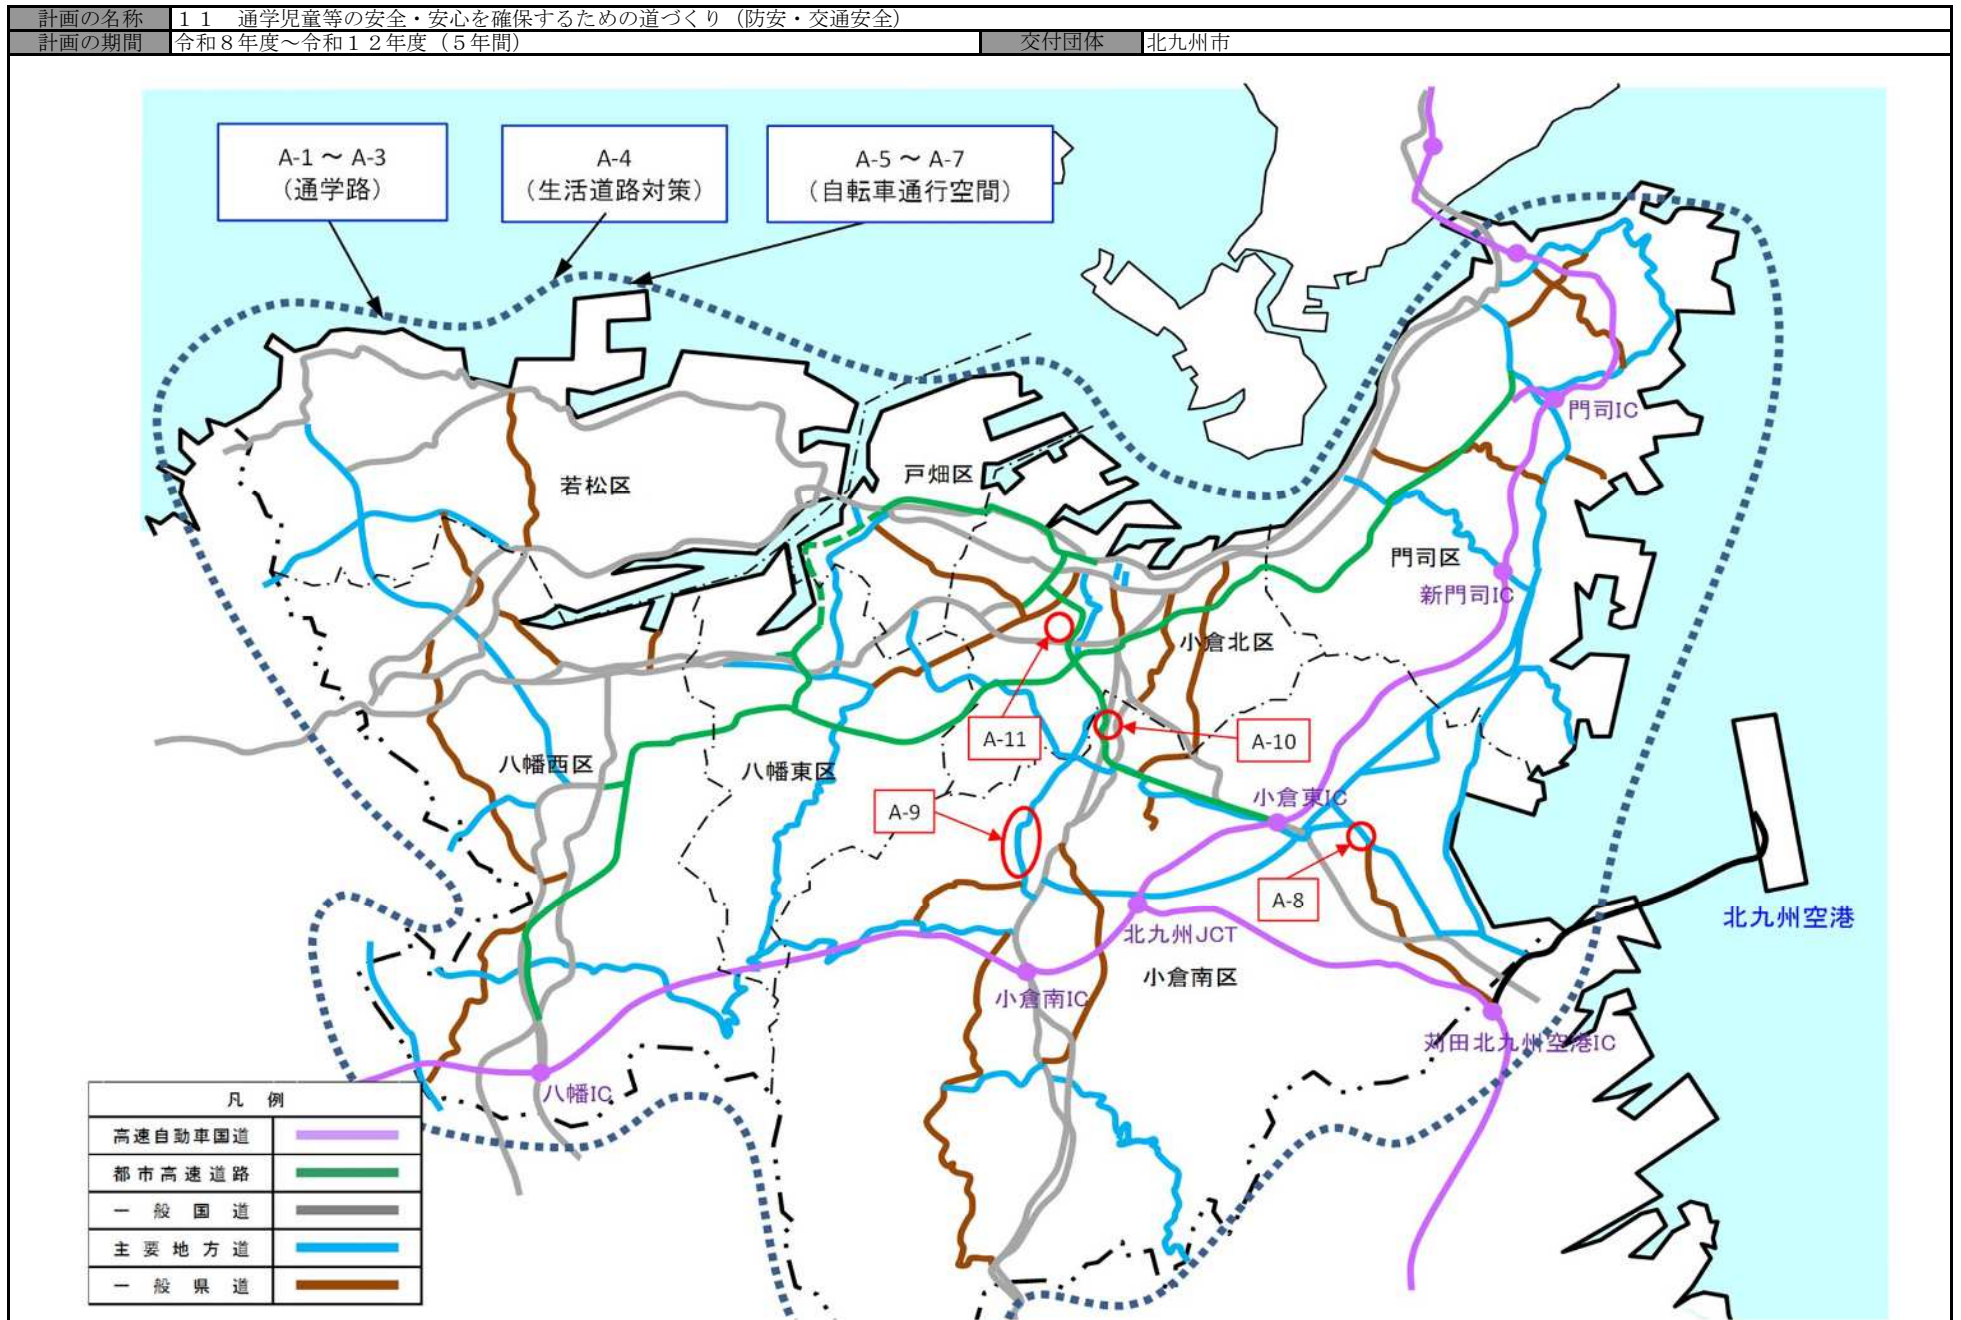 計画の名称 １１　通学児童等の安全・安心を確保するための道づくり（防安・交通安全）
計画の期間 令和８年度～令和１２年度（５年間） 交付団体 北九州市
A-1 ～ A-3
（通学路）
A-4
（生活道路対策）
A-5 ～ A-7
（自転車通行空間）
門司IC
戸畑区
若松区
門司区
新門司IC
小倉北区
A-11
A-10
八幡西区
八幡東区
小倉東IC
A-9
A-8
北九州空港
北九州JCT
小倉南区
小倉南IC
苅田北九州空港IC
八幡IC
凡　例
高速自動車国道
都市高速道路
一般国道
主要地方道
一般県道